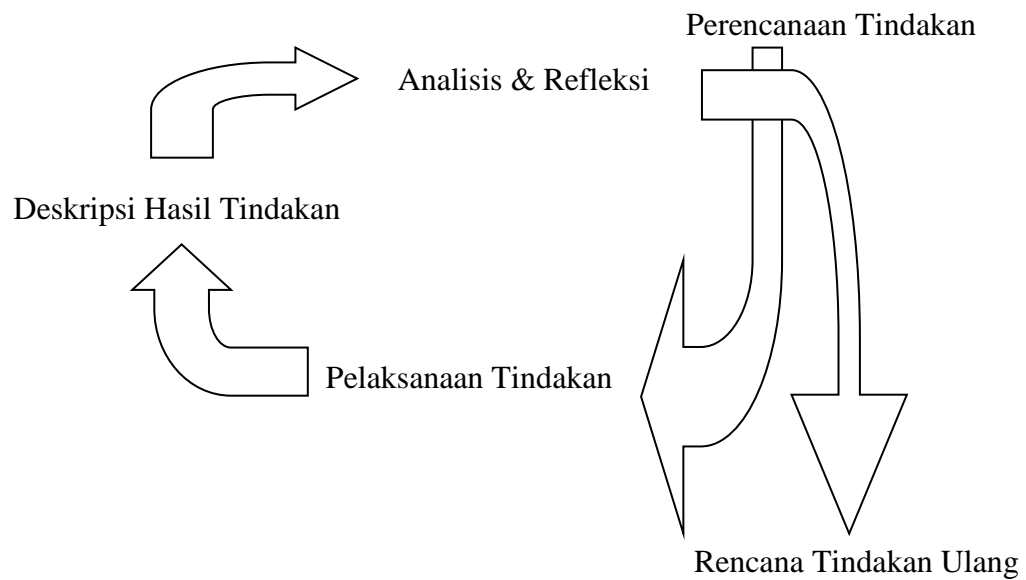 Perencanaan Tindakan
Analisis & Refleksi
Deskripsi Hasil Tindakan
Pelaksanaan Tindakan
Rencana Tindakan Ulang